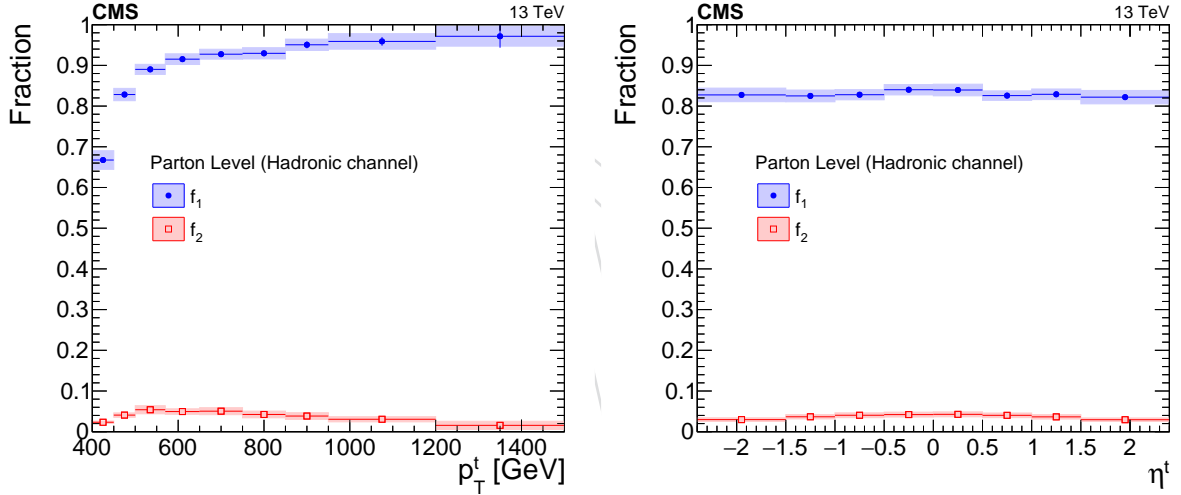 CMS 13 TeV
Fraction
1
0.9
0.8
0.7
0.6
0.5
0.4
0.3
0.2
0.1
0
Parton Level (Hadronic channel)
f₁
f₂
400 600 800 1000 1200 1400
p_T^t [GeV]
CMS 13 TeV
Fraction
1
0.9
0.8
0.7
0.6
0.5
0.4
0.3
0.2
0.1
0
Parton Level (Hadronic channel)
f₁
f₂
−2 −1.5 −1 −0.5 0 0.5 1 1.5 2
η^t